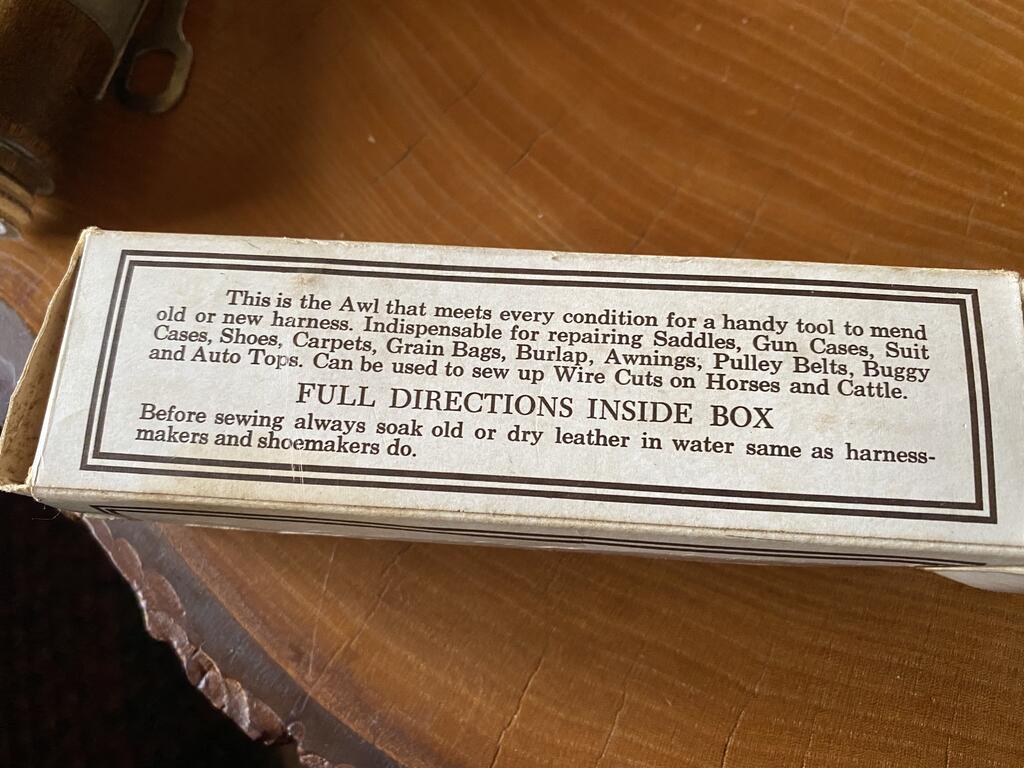 This is the Awl that meets every condition for a handy tool to mend
old or new harness. Indispensable for repairing Saddles, Gun Cases, Suit
Cases, Shoes, Carpets, Grain Bags, Burlap, Awnings, Pulley Belts, Buggy
and Auto Tops. Can be used to sew up Wire Cuts on Horses and Cattle.
FULL DIRECTIONS INSIDE BOX
Before sewing always soak old or dry leather in water same as harness-
makers and shoemakers do.